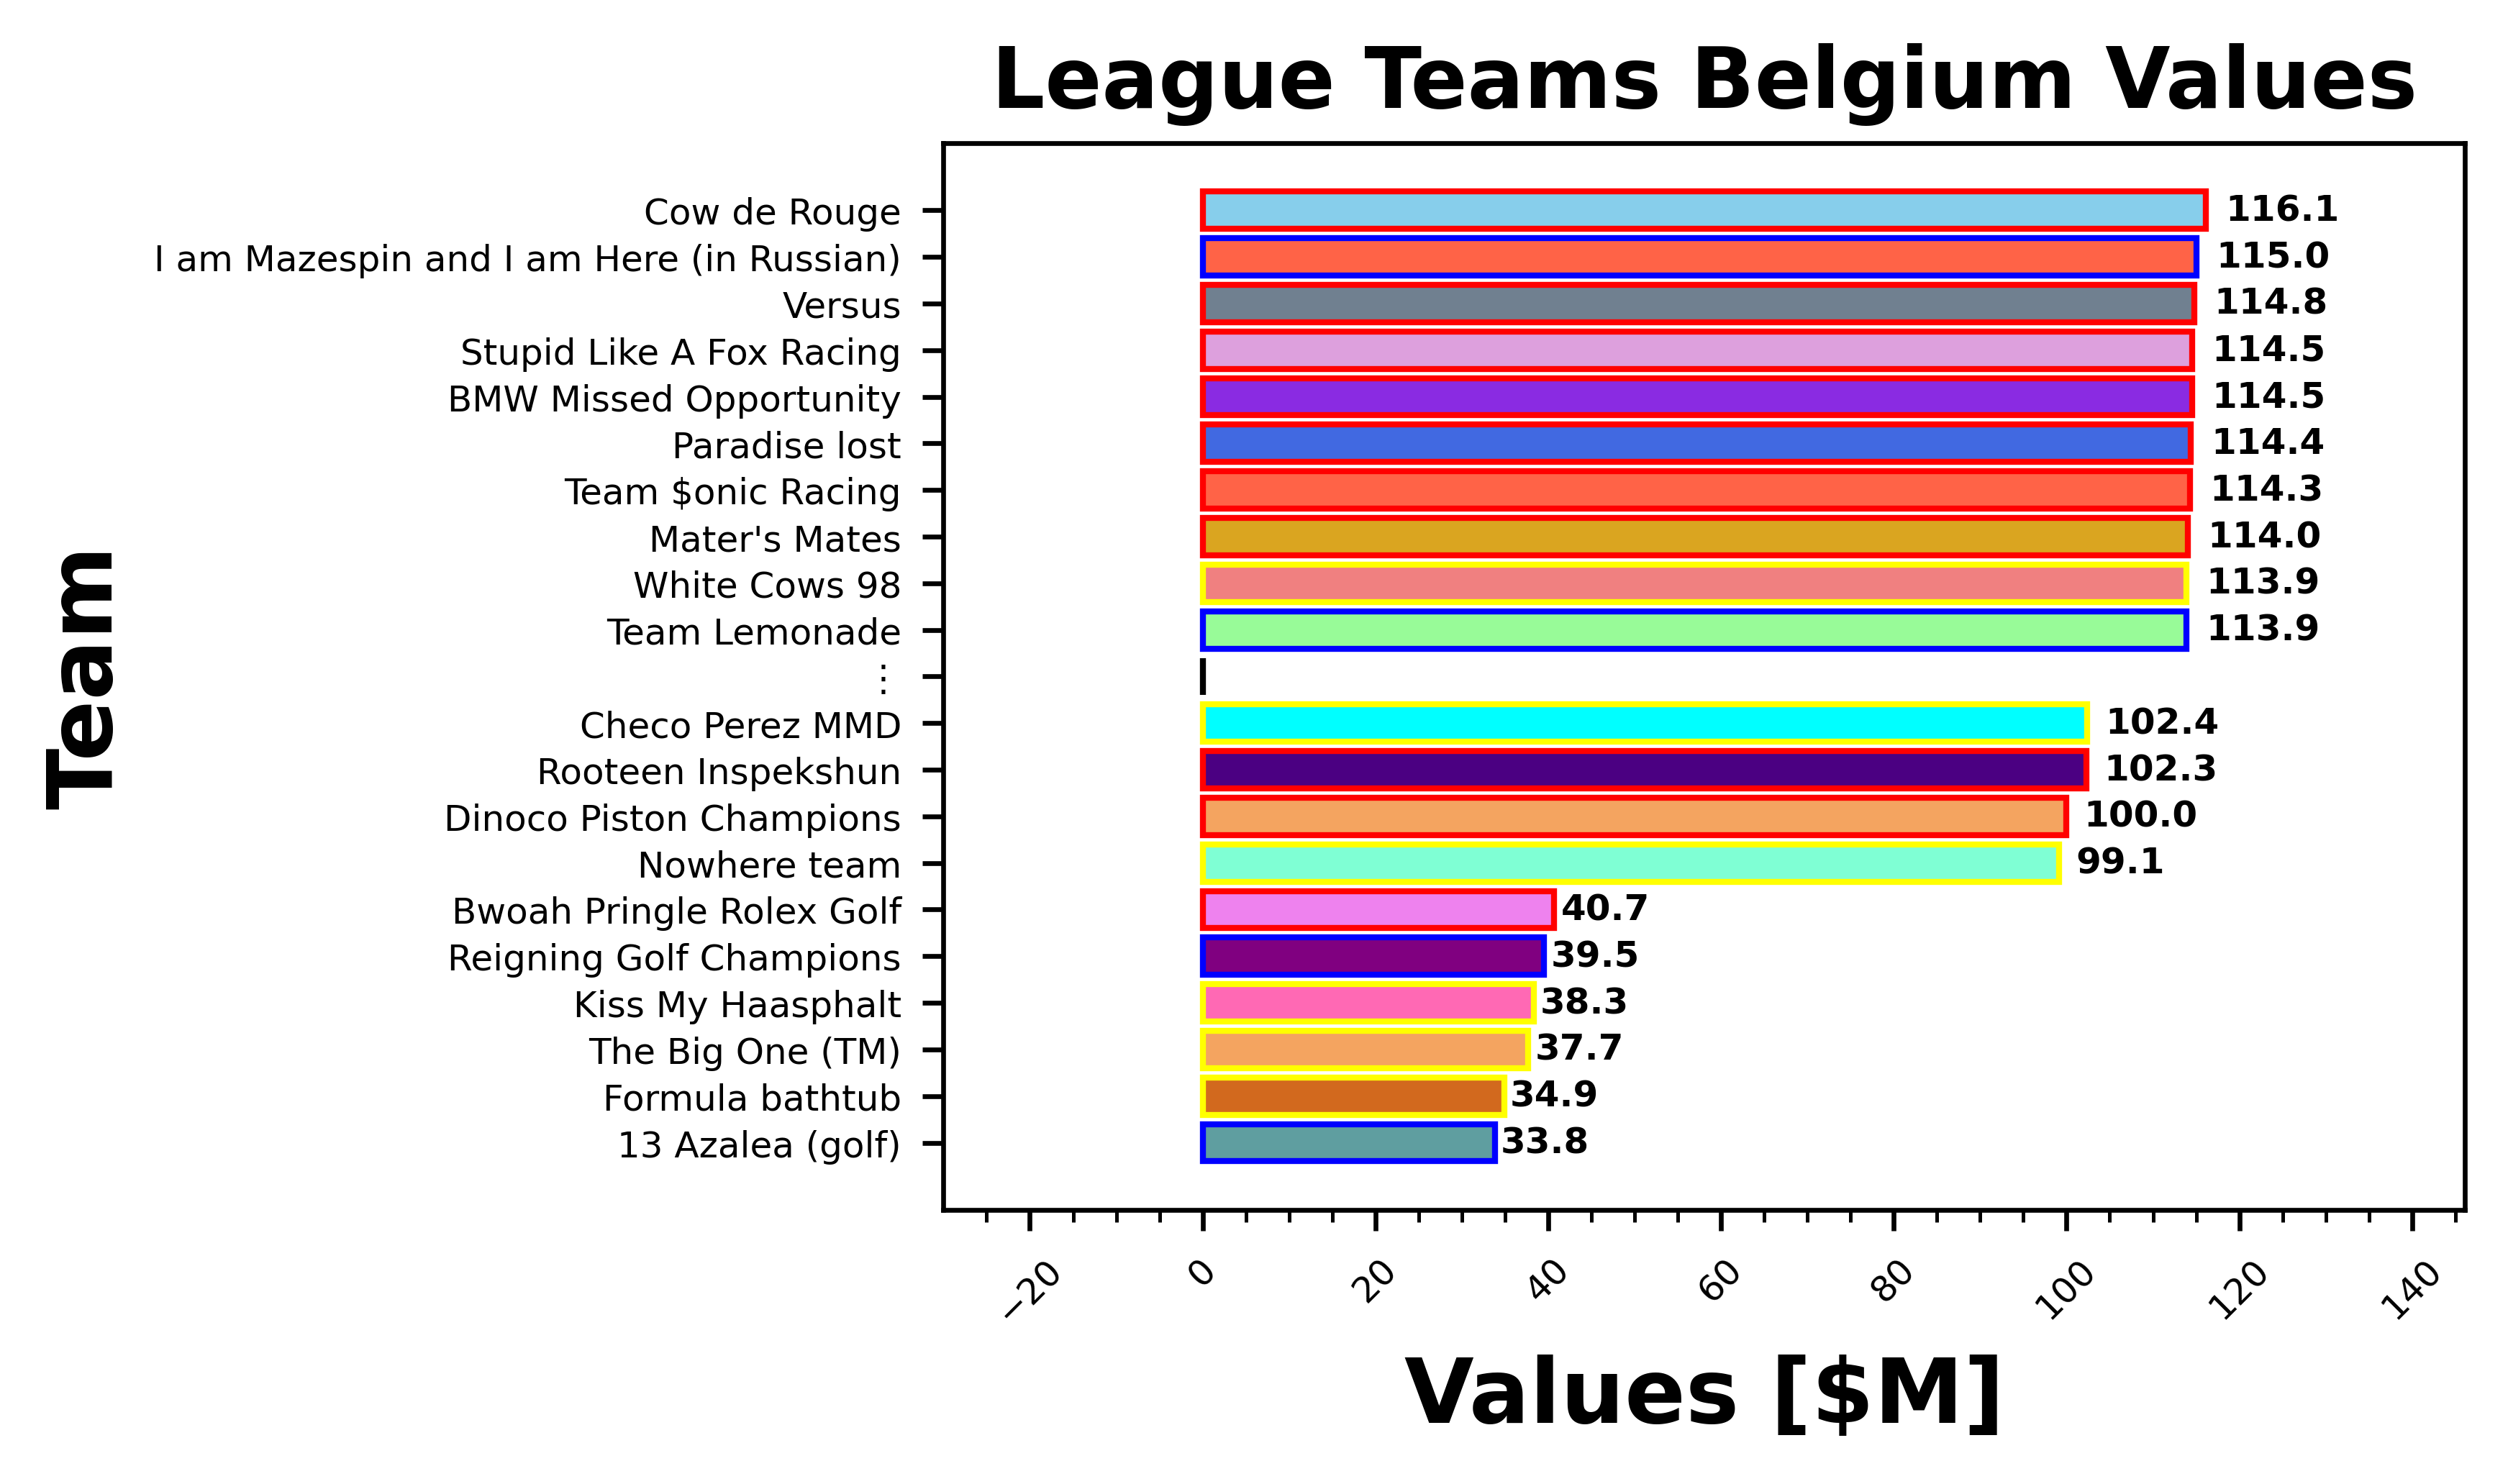 League Teams Belgium Values
Team
Cow de Rouge 116.1
I am Mazespin and I am Here (in Russian) 115.0
Versus 114.8
Stupid Like A Fox Racing 114.5
BMW Missed Opportunity 114.5
Paradise lost 114.4
Team $onic Racing 114.3
Mater's Mates 114.0
White Cows 98 113.9
Team Lemonade 113.9
⋮
Checo Perez MMD 102.4
Rooteen Inspekshun 102.3
Dinoco Piston Champions 100.0
Nowhere team 99.1
Bwoah Pringle Rolex Golf 40.7
Reigning Golf Champions 39.5
Kiss My Haasphalt 38.3
The Big One (TM) 37.7
Formula bathtub 34.9
13 Azalea (golf) 33.8
−20 0 20 40 60 80 100 120 140
Values [$M]